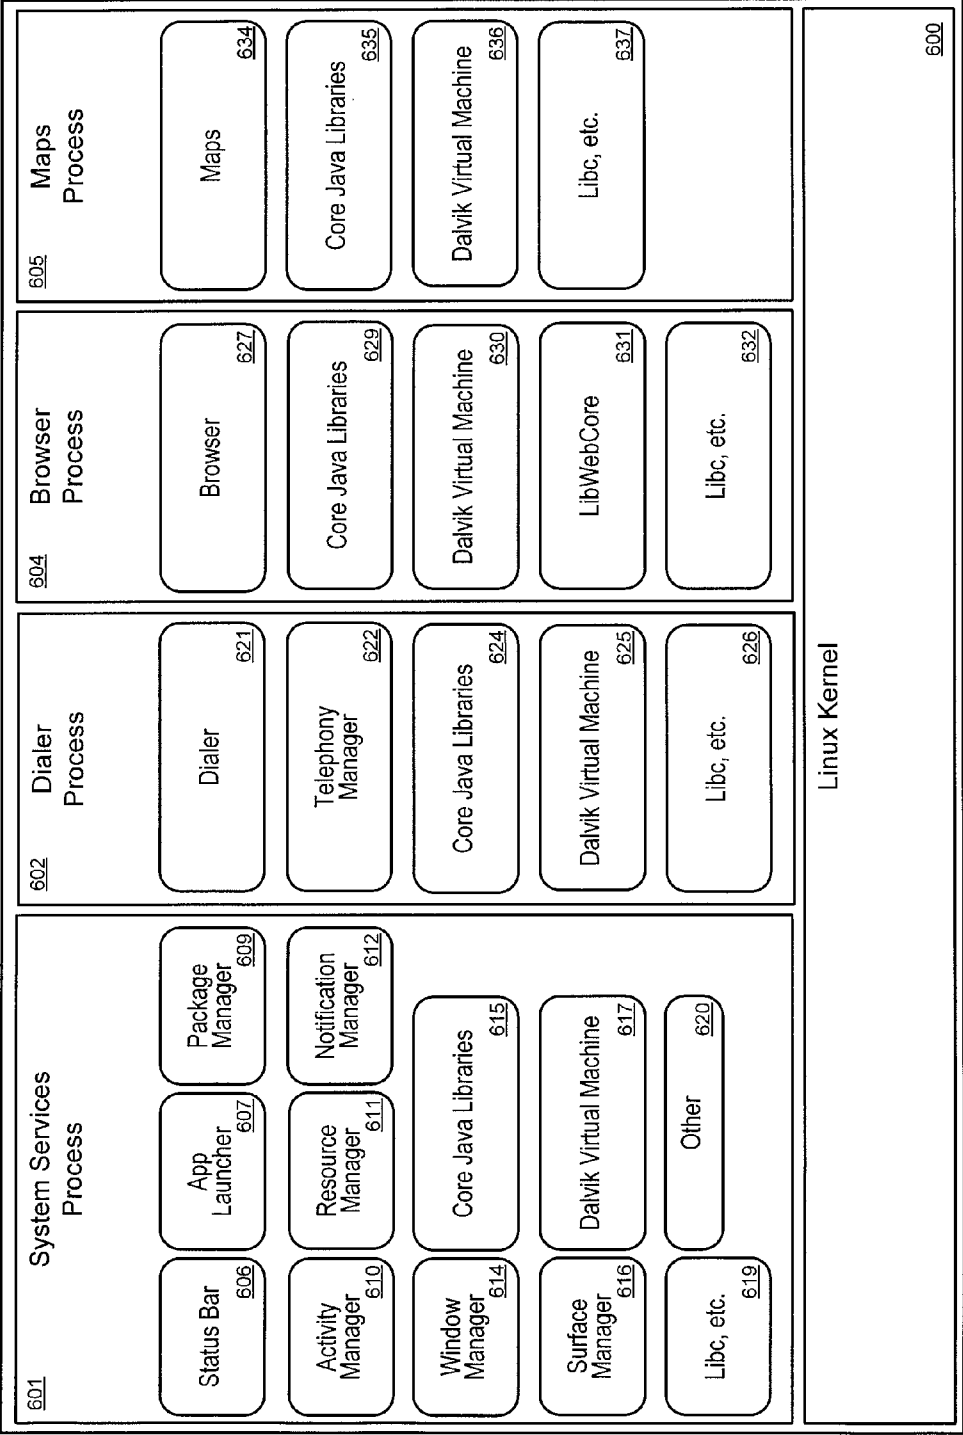 601
System Services
Process
Status Bar
606
App
Launcher
607
Package
Manager
609
Activity
Manager
610
Resource
Manager
611
Notification
Manager
612
Window
Manager
614
Core Java Libraries
615
Surface
Manager
616
Dalvik Virtual Machine
617
Libc, etc.
619
Other
620
602
Dialer
Process
Dialer
621
Telephony
Manager
622
Core Java Libraries
624
Dalvik Virtual Machine
625
Libc, etc.
626
604
Browser
Process
Browser
627
Core Java Libraries
629
Dalvik Virtual Machine
630
LibWebCore
631
Libc, etc.
632
605
Maps
Process
Maps
634
Core Java Libraries
635
Dalvik Virtual Machine
636
Libc, etc.
637
Linux Kernel
600